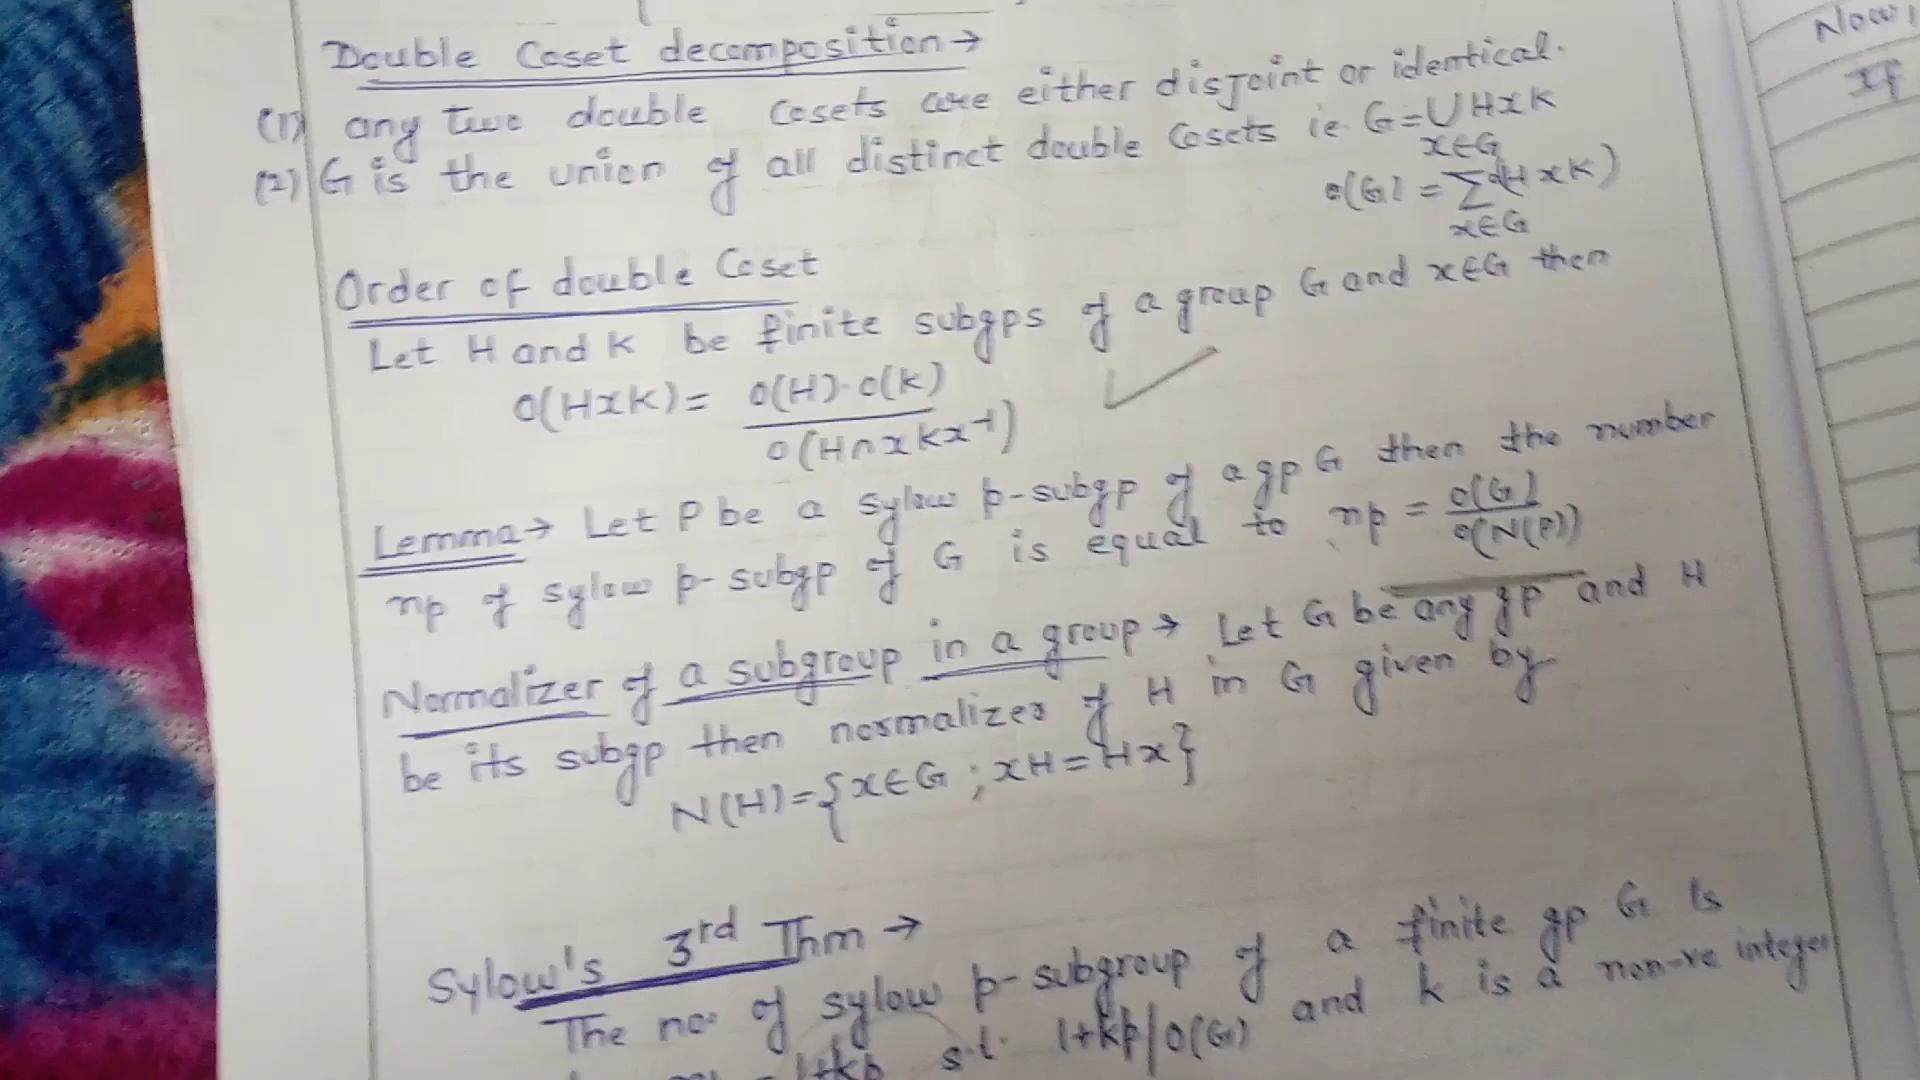 Double Coset decomposition →
(1) any two double Cosets are either disjoint or identical.
(2) G is the union of all distinct double Cosets ie. G = ∪ HxK
x∈G
o(G) = Σ o(HxK)
x∈G
Order of double Coset
Let H and K be finite subgps of a group G and x∈G then
O(HxK) = O(H)·O(K) / O(H∩xKx⁻¹)
Lemma → Let P be a sylow p-subgp of a gp G then the number
np of sylow p-subgp of G is equal to np = o(G) / o(N(P))
Normalizer of a subgroup in a group → Let G be any gp and H
be its subgp then normalizer of H in G given by
N(H) = {x∈G ; xH = Hx}
Sylow's 3rd Thm →
The no. of sylow p-subgroup of a finite gp G is
= 1+kp s.t. 1+kp/O(G) and k is a non-ve integer
Now,
If